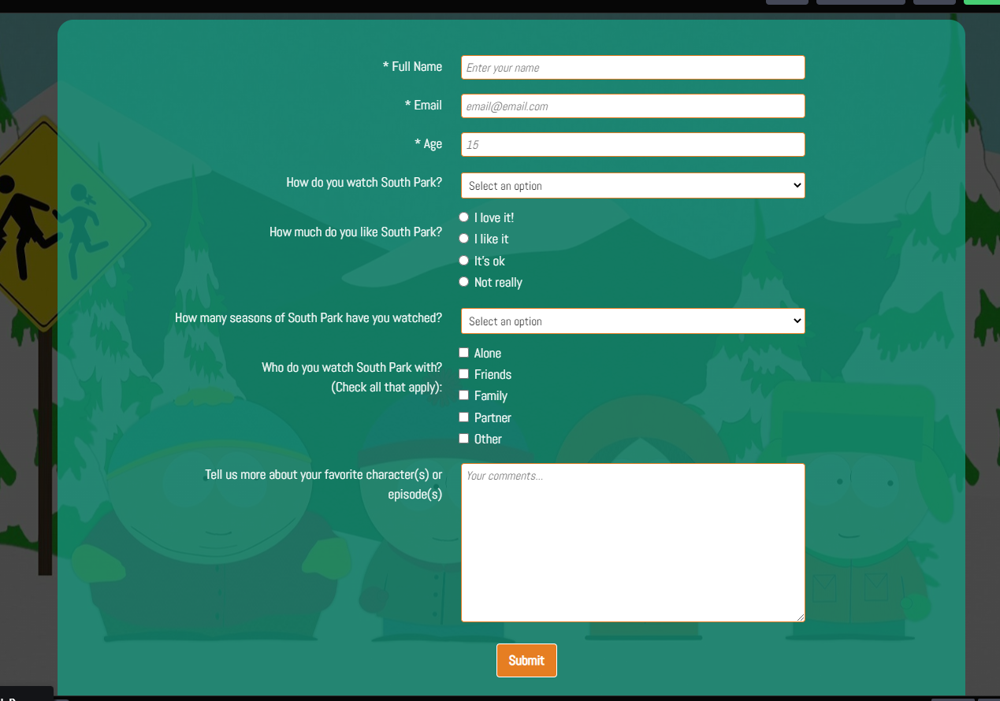 * Full Name
Enter your name
* Email
email@email.com
* Age
15
How do you watch South Park?
Select an option
How much do you like South Park?
I love it!
I like it
It's ok
Not really
How many seasons of South Park have you watched?
Select an option
Who do you watch South Park with?
(Check all that apply):
Alone
Friends
Family
Partner
Other
Tell us more about your favorite character(s) or
episode(s)
Your comments...
Submit